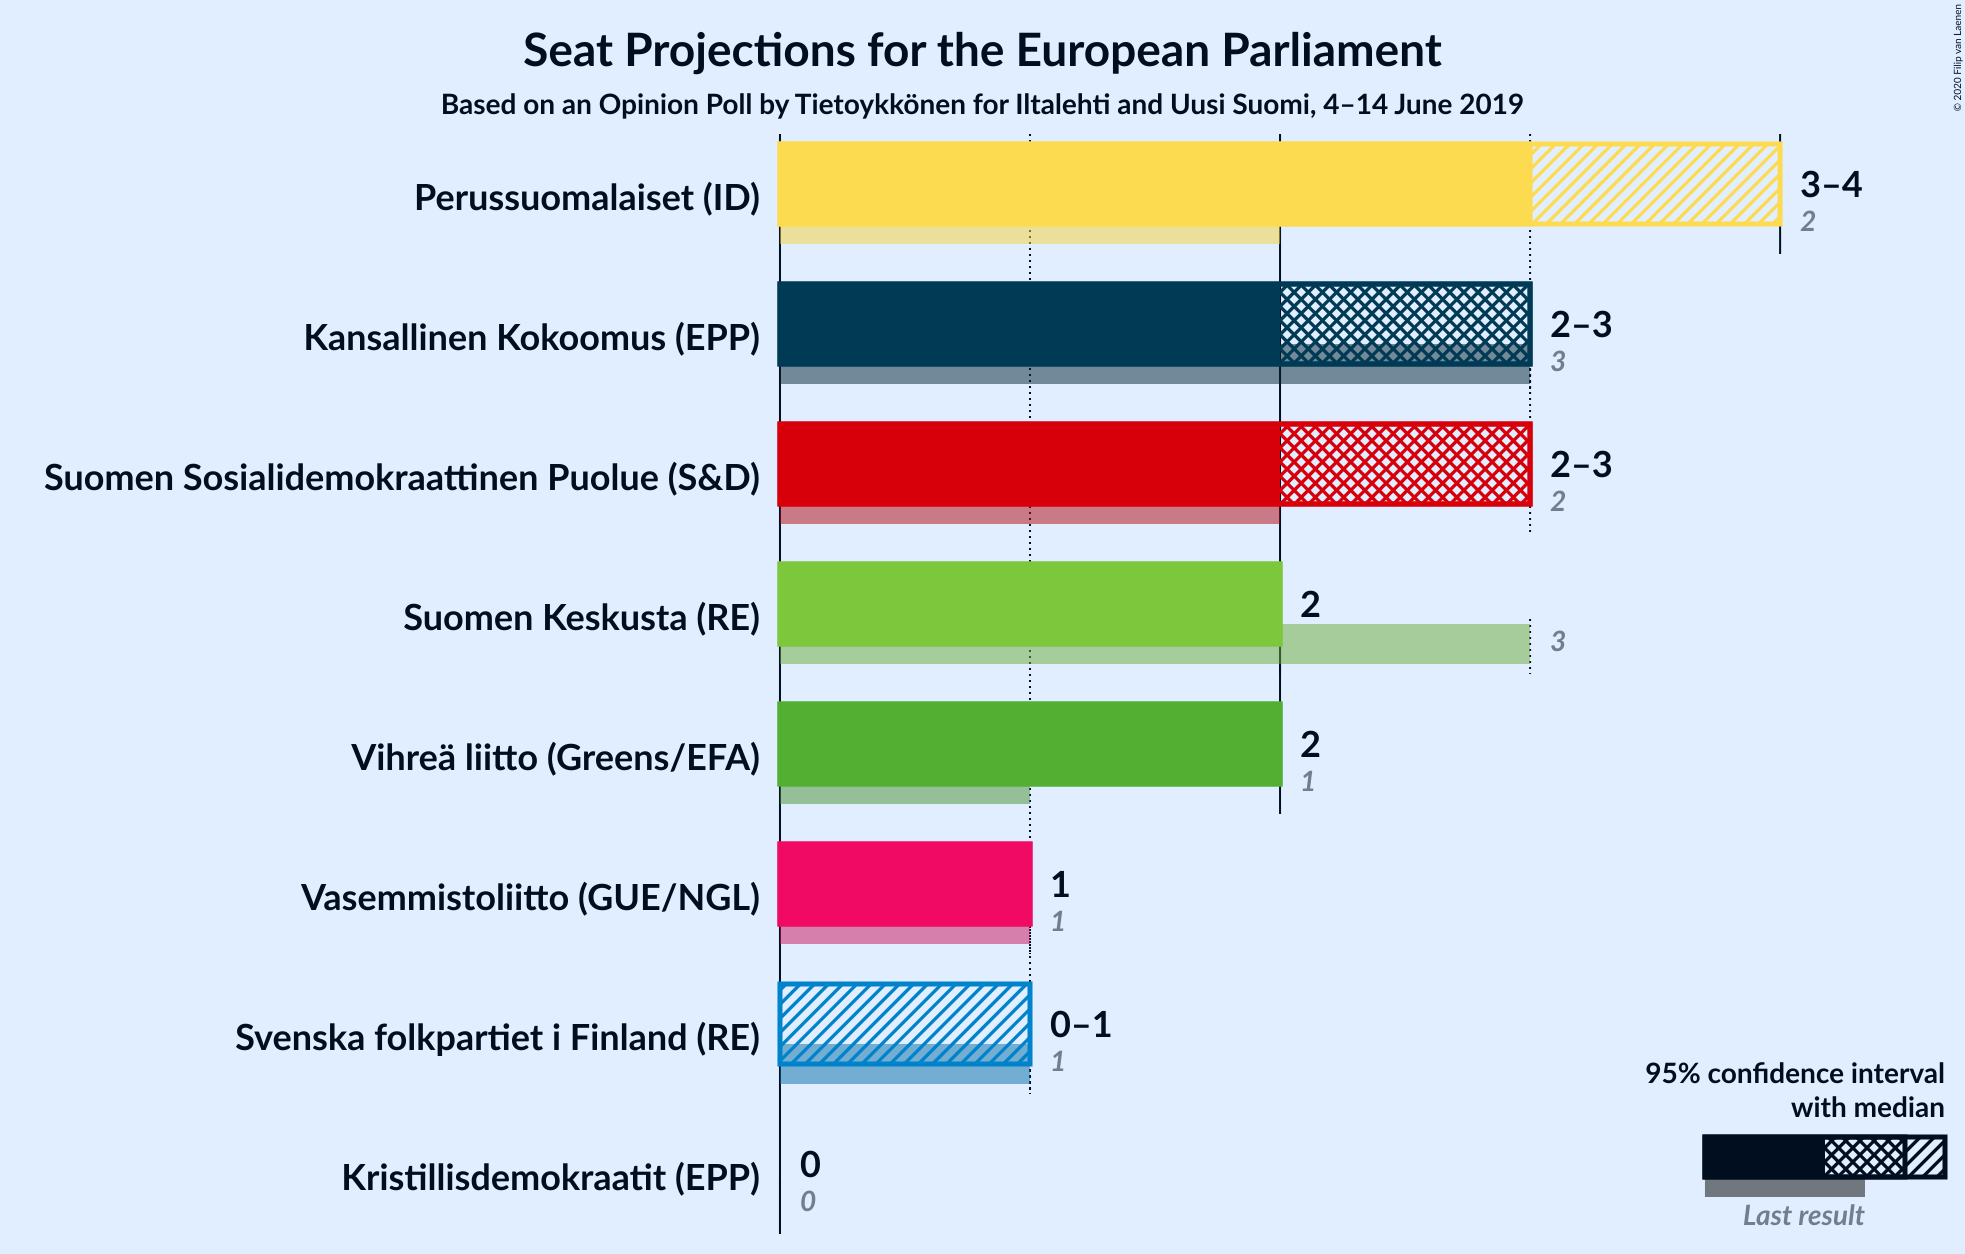 Seat Projections for the European Parliament
Based on an Opinion Poll by Tietoykkönen for Iltalehti and Uusi Suomi, 4–14 June 2019
© 2020 Filip van Laenen
Perussuomalaiset (ID)
3–4
2
Kansallinen Kokoomus (EPP)
2–3
3
Suomen Sosialidemokraattinen Puolue (S&D)
2–3
2
Suomen Keskusta (RE)
2
3
Vihreä liitto (Greens/EFA)
2
1
Vasemmistoliitto (GUE/NGL)
1
1
Svenska folkpartiet i Finland (RE)
0–1
1
Kristillisdemokraatit (EPP)
0
0
95% confidence interval
with median
Last result